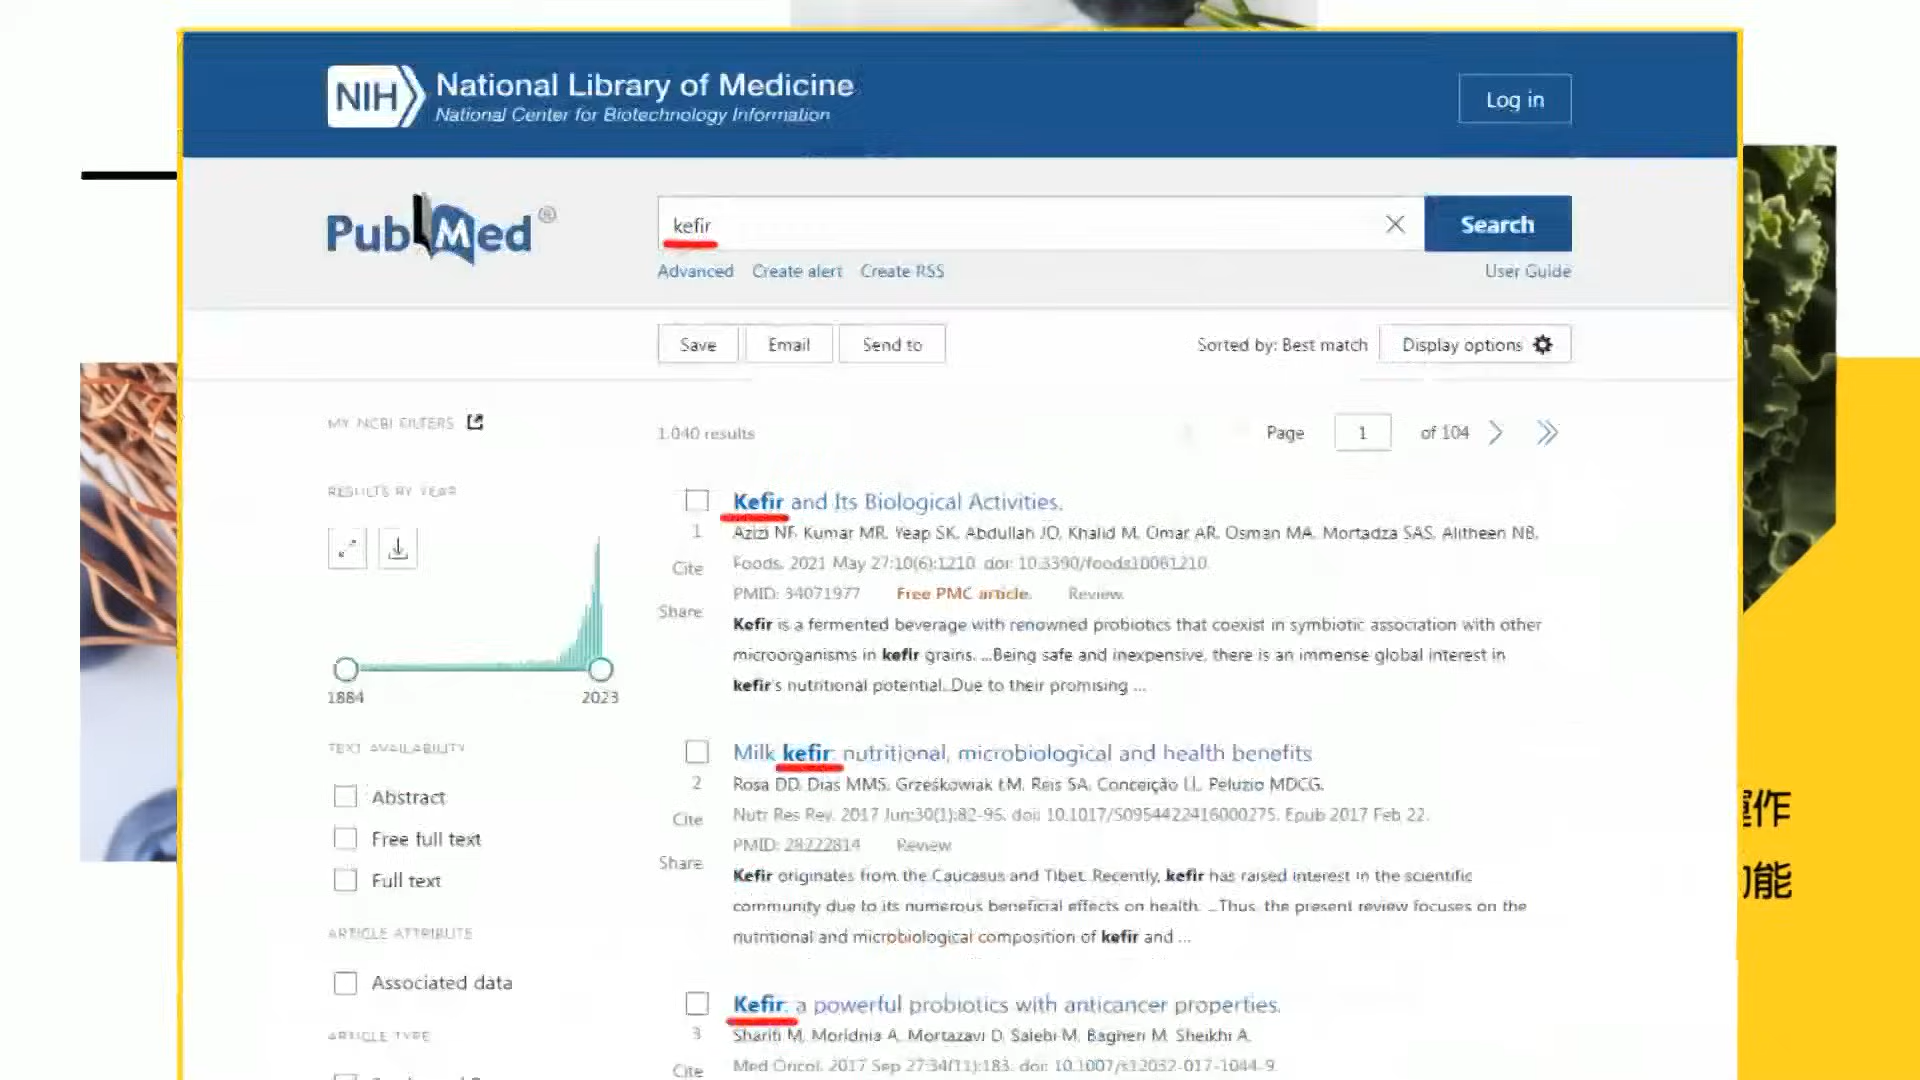 NIH National Library of Medicine
National Center for Biotechnology Information
Log in
PubMed®
kefir
Search
Advanced Create alert Create RSS
User Guide
Save Email Send to
Sorted by: Best match Display options
MY NCBI FILTERS
1.040 results
Page 1 of 104
RESULTS BY YEAR
1884 2023
Kefir and Its Biological Activities.
1
Azizi NF, Kumar MR, Yeap SK, Abdullah JO, Khalid M, Omar AR, Osman MA, Mortadza SAS, Alitheen NB.
Cite
Foods. 2021 May 27;10(6):1210. doi: 10.3390/foods10061210.
PMID: 34071977 Free PMC article. Review.
Share
Kefir is a fermented beverage with renowned probiotics that coexist in symbiotic association with other
microorganisms in kefir grains. ...Being safe and inexpensive, there is an immense global interest in
kefir's nutritional potential. Due to their promising ...
TEXT AVAILABILITY
Abstract
Free full text
Full text
Milk kefir: nutritional, microbiological and health benefits
2
Rosa DD, Dias MMS, Grześkowiak ŁM, Reis SA, Conceição LL, Peluzio MDCG.
Cite
Nutr Res Rev. 2017 Jun;30(1):82-96. doi: 10.1017/S0954422416000275. Epub 2017 Feb 22.
PMID: 28222814 Review.
Share
Kefir originates from the Caucasus and Tibet. Recently, kefir has raised interest in the scientific
community due to its numerous beneficial effects on health. ...Thus, the present review focuses on the
nutritional and microbiological composition of kefir and ...
ARTICLE ATTRIBUTE
Associated data
ARTICLE TYPE
Kefir: a powerful probiotics with anticancer properties.
3
Sharifi M, Moridnia A, Mortazavi D, Salehi M, Bagheri M, Sheikhi A.
Cite
Med Oncol. 2017 Sep 27;34(11):183. doi: 10.1007/s12032-017-1044-9.
作
能